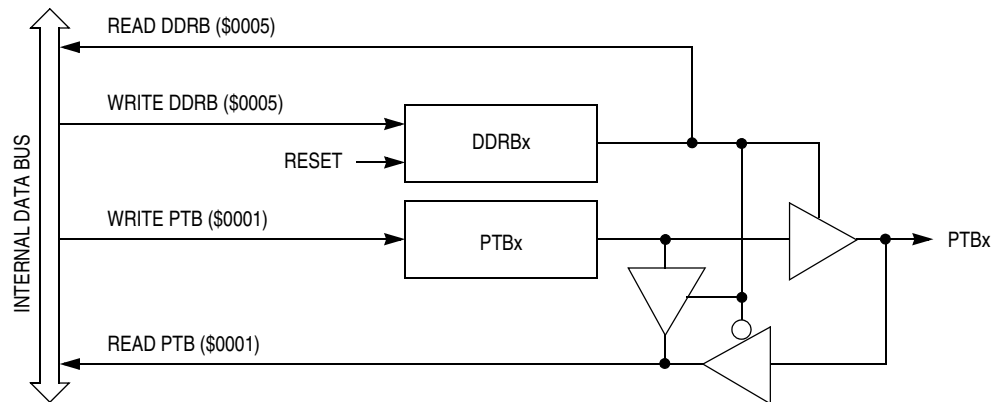 READ DDRB ($0005)
WRITE DDRB ($0005)
DDRBx
RESET
INTERNAL DATA BUS
WRITE PTB ($0001)
PTBx
PTBx
READ PTB ($0001)